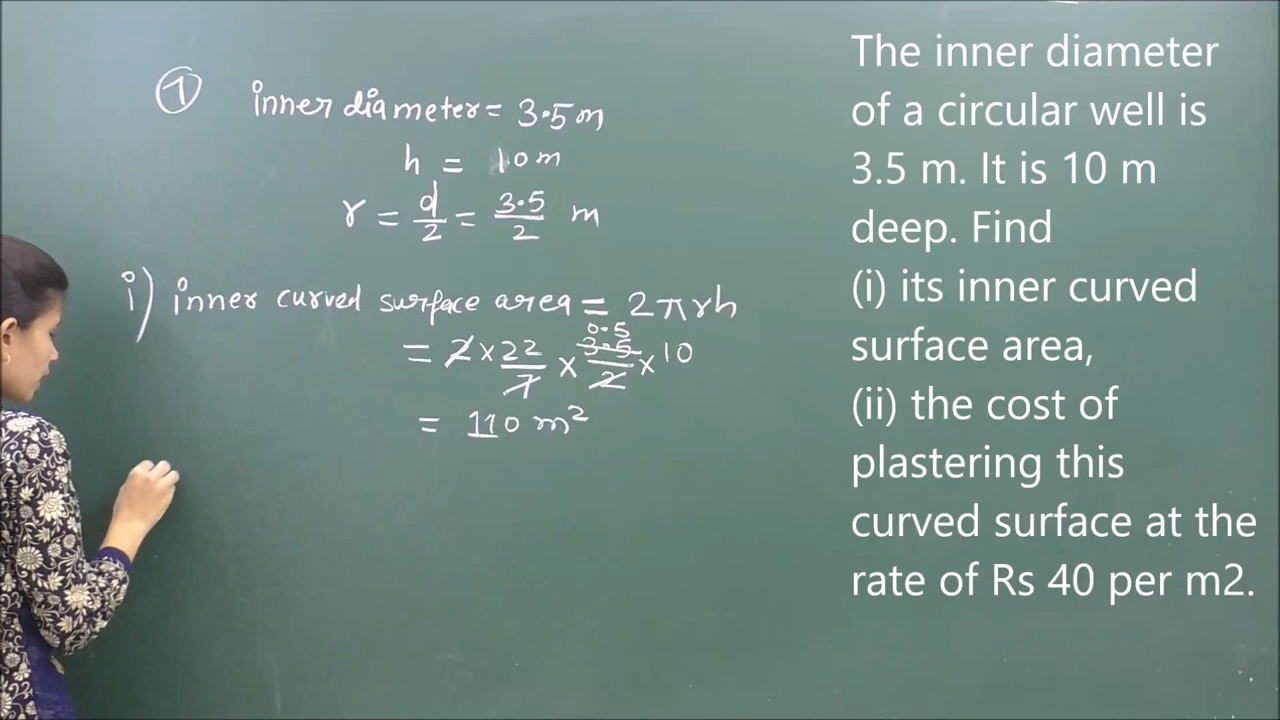 7
inner diameter = 3.5 m
h = 10 m
r = d/2 = 3.5/2 m
i) inner curved surface area = 2πrh
0.5
= 2 × 22/7 × 3.5/2 × 10
= 110 m²
The inner diameter
of a circular well is
3.5 m. It is 10 m
deep. Find
(i) its inner curved
surface area,
(ii) the cost of
plastering this
curved surface at the
rate of Rs 40 per m2.